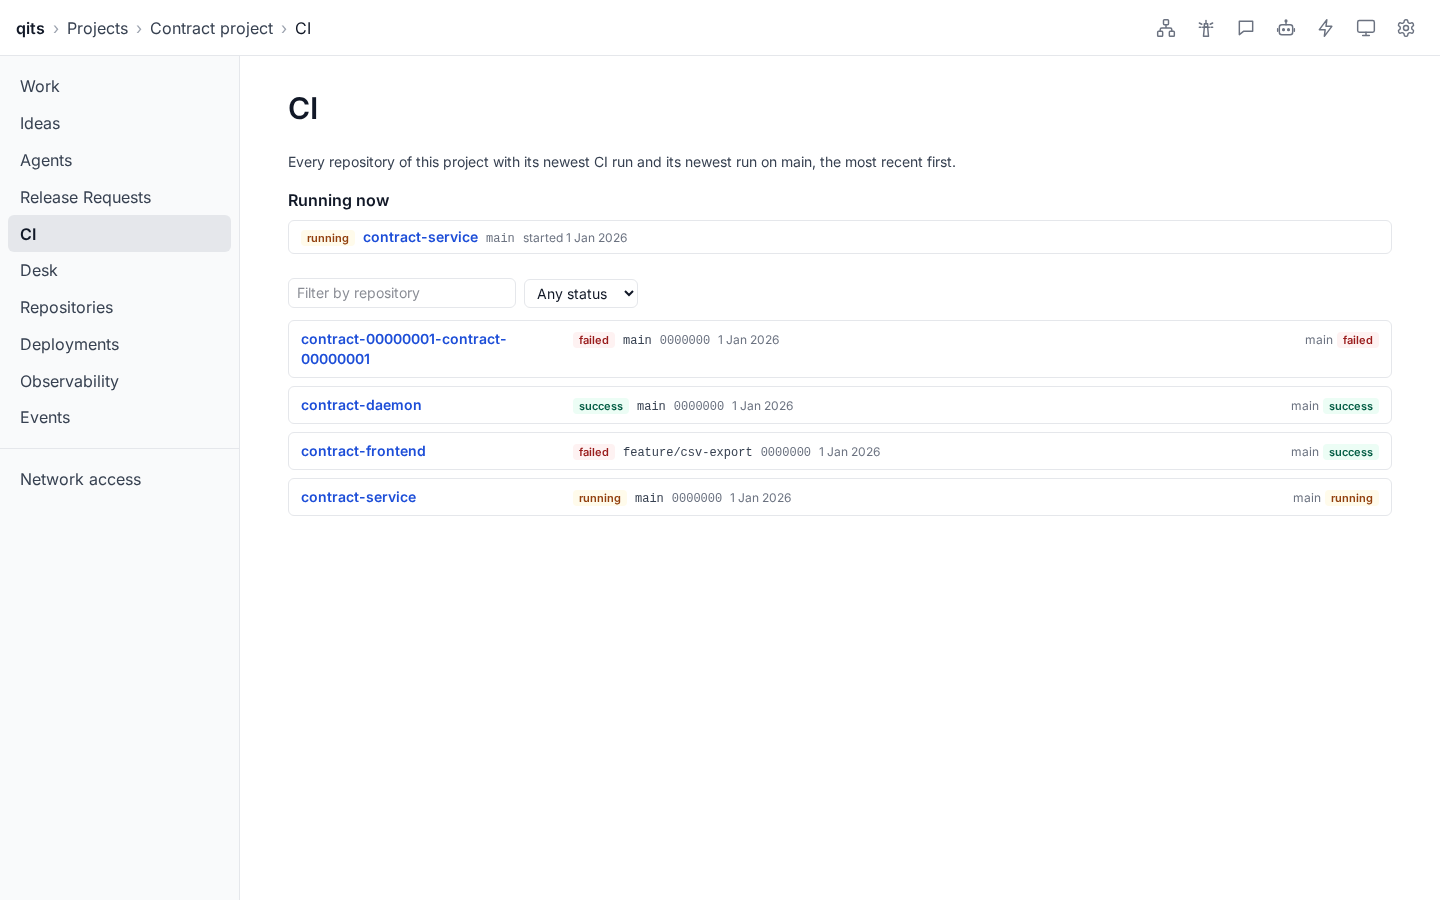 qits › Projects › Contract project › CI
Work
Ideas
Agents
Release Requests
CI
Desk
Repositories
Deployments
Observability
Events
Network access
CI
Every repository of this project with its newest CI run and its newest run on main, the most recent first.
Running now
running contract-service main started 1 Jan 2026
Filter by repository Any status
contract-00000001-contract-
00000001 failed main 0000000 1 Jan 2026 main failed
contract-daemon success main 0000000 1 Jan 2026 main success
contract-frontend failed feature/csv-export 0000000 1 Jan 2026 main success
contract-service running main 0000000 1 Jan 2026 main running